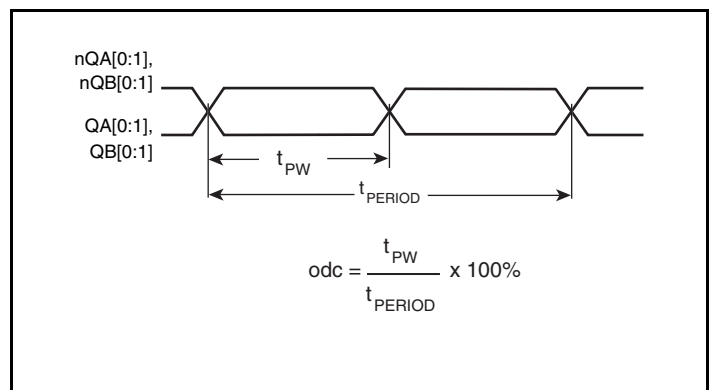 nQA[0:1],
nQB[0:1]
QA[0:1],
QB[0:1]
tPW
tPERIOD
odc = tPW / tPERIOD x 100%